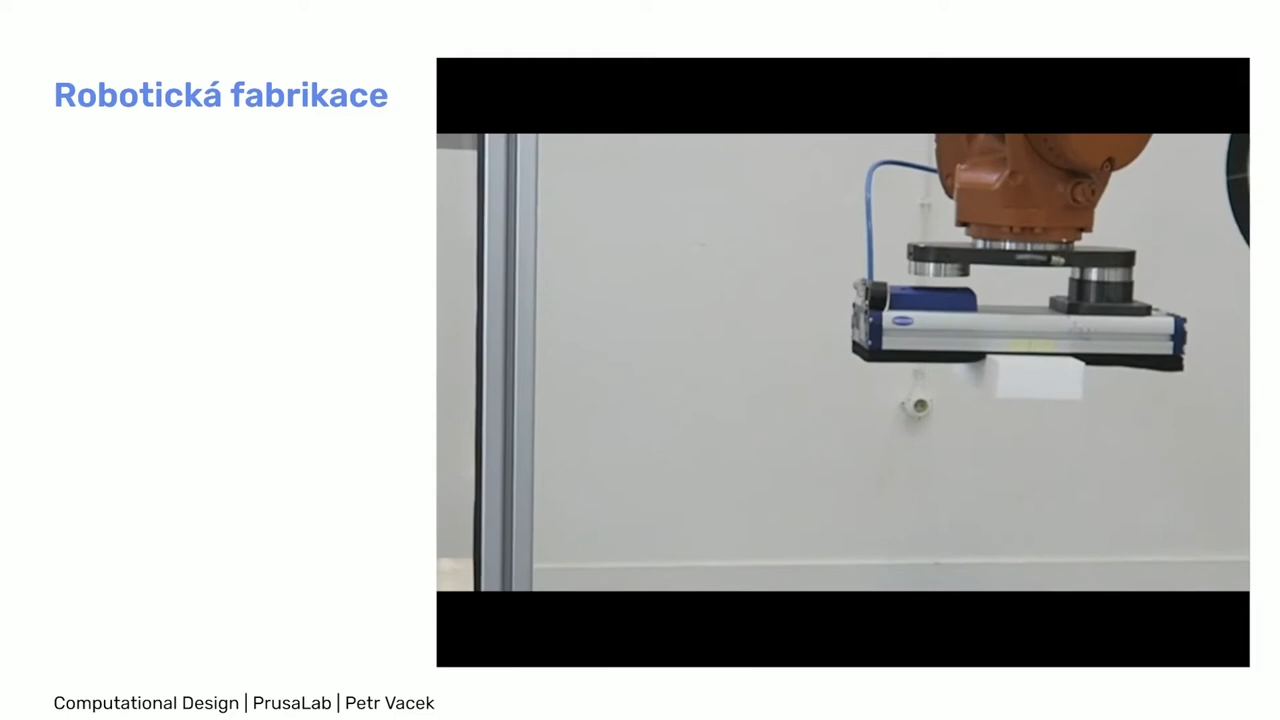 Robotická fabrikace
Computational Design | PrusaLab | Petr Vacek